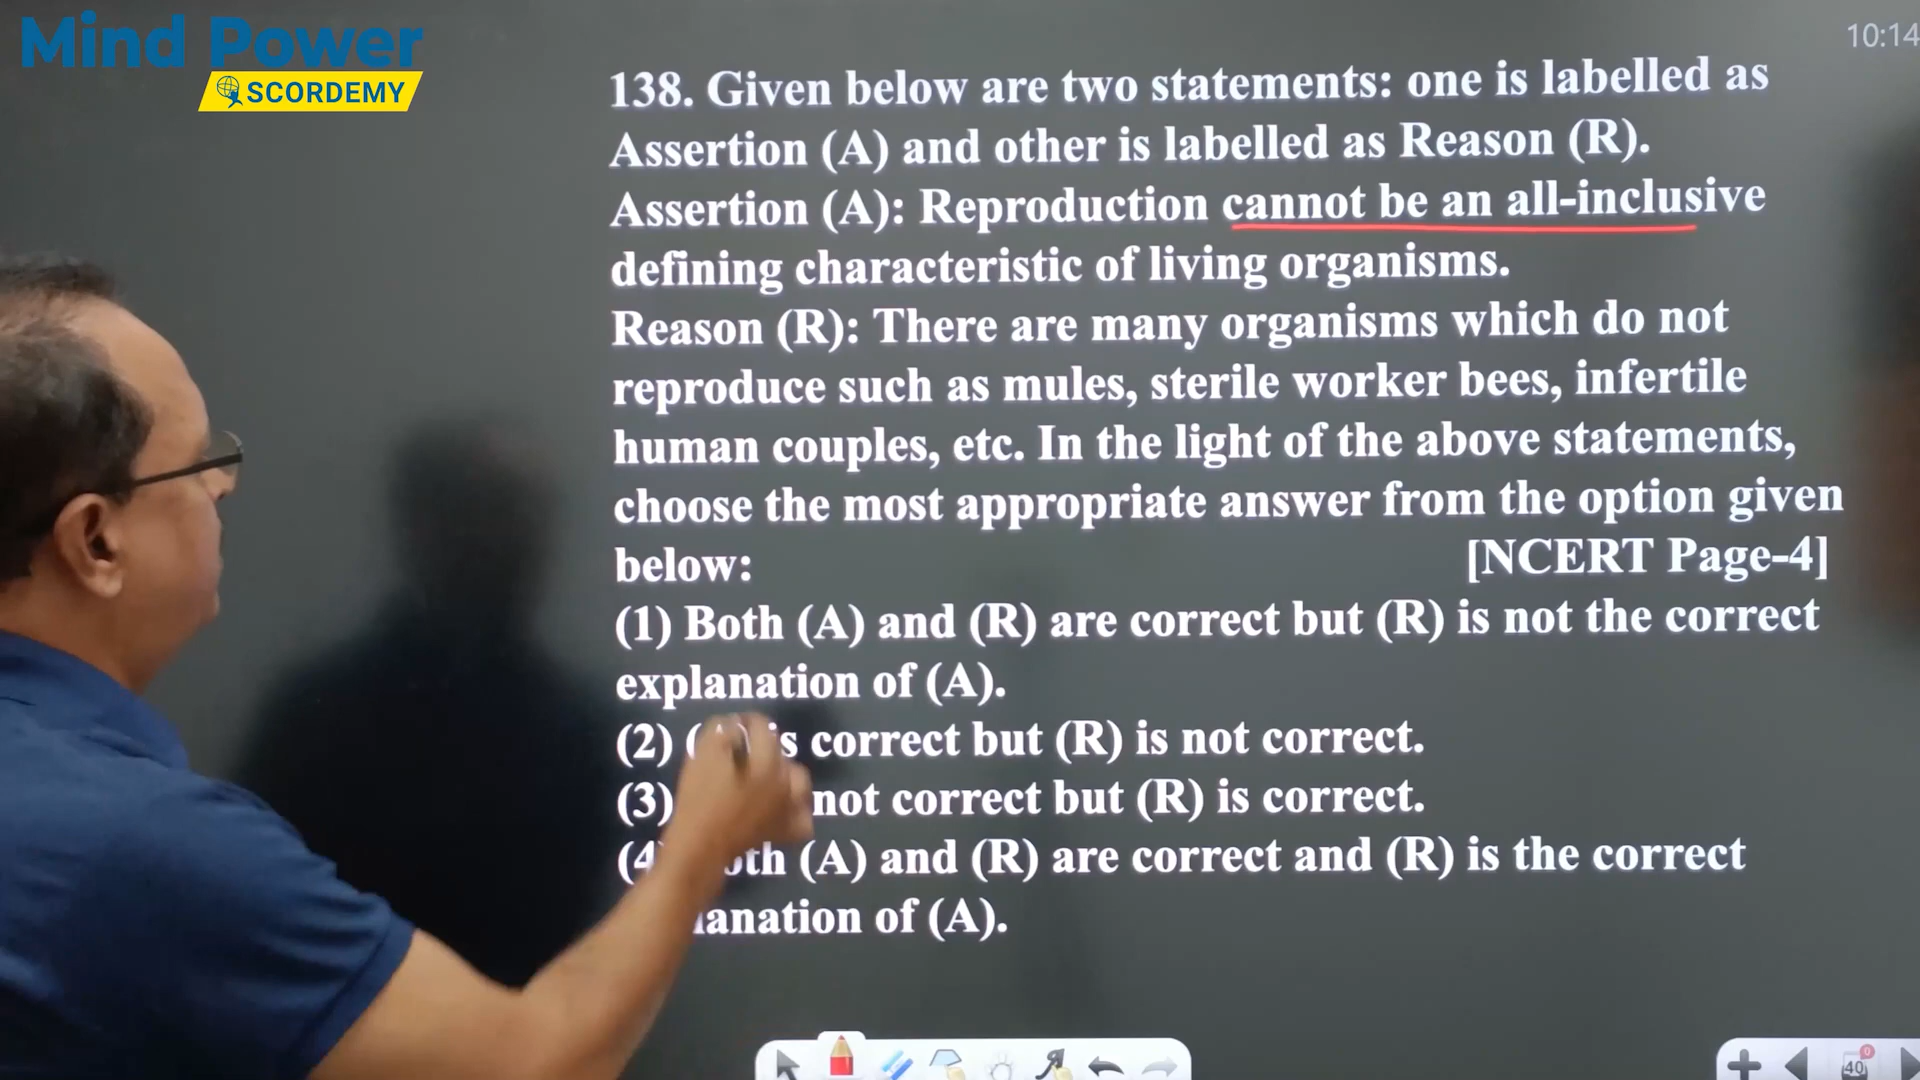 Mind Power
SCORDEMY
10:14
138. Given below are two statements: one is labelled as
Assertion (A) and other is labelled as Reason (R).
Assertion (A): Reproduction cannot be an all-inclusive
defining characteristic of living organisms.
Reason (R): There are many organisms which do not
reproduce such as mules, sterile worker bees, infertile
human couples, etc. In the light of the above statements,
choose the most appropriate answer from the option given
below: [NCERT Page-4]
(1) Both (A) and (R) are correct but (R) is not the correct
explanation of (A).
(2) is correct but (R) is not correct.
(3) not correct but (R) is correct.
(4) (A) and (R) are correct and (R) is the correct
of (A).
40